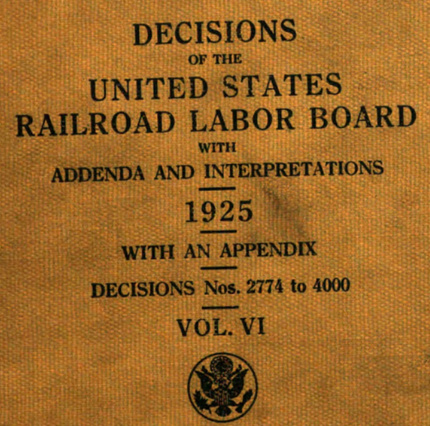 DECISIONS
OF THE
UNITED STATES
RAILROAD LABOR BOARD
WITH
ADDENDA AND INTERPRETATIONS
1925
WITH AN APPENDIX
DECISIONS Nos. 2774 to 4000
VOL. VI